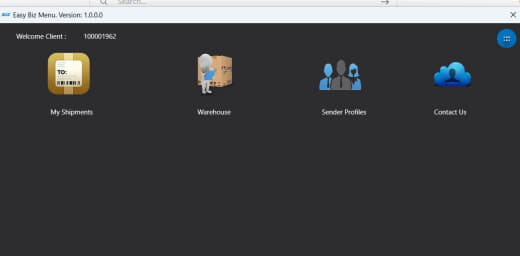 Search...
Easy Biz Menu. Version: 1.0.0.0
Welcome Client : 100001962
TO:
My Shipments
Warehouse
Sender Profiles
Contact Us